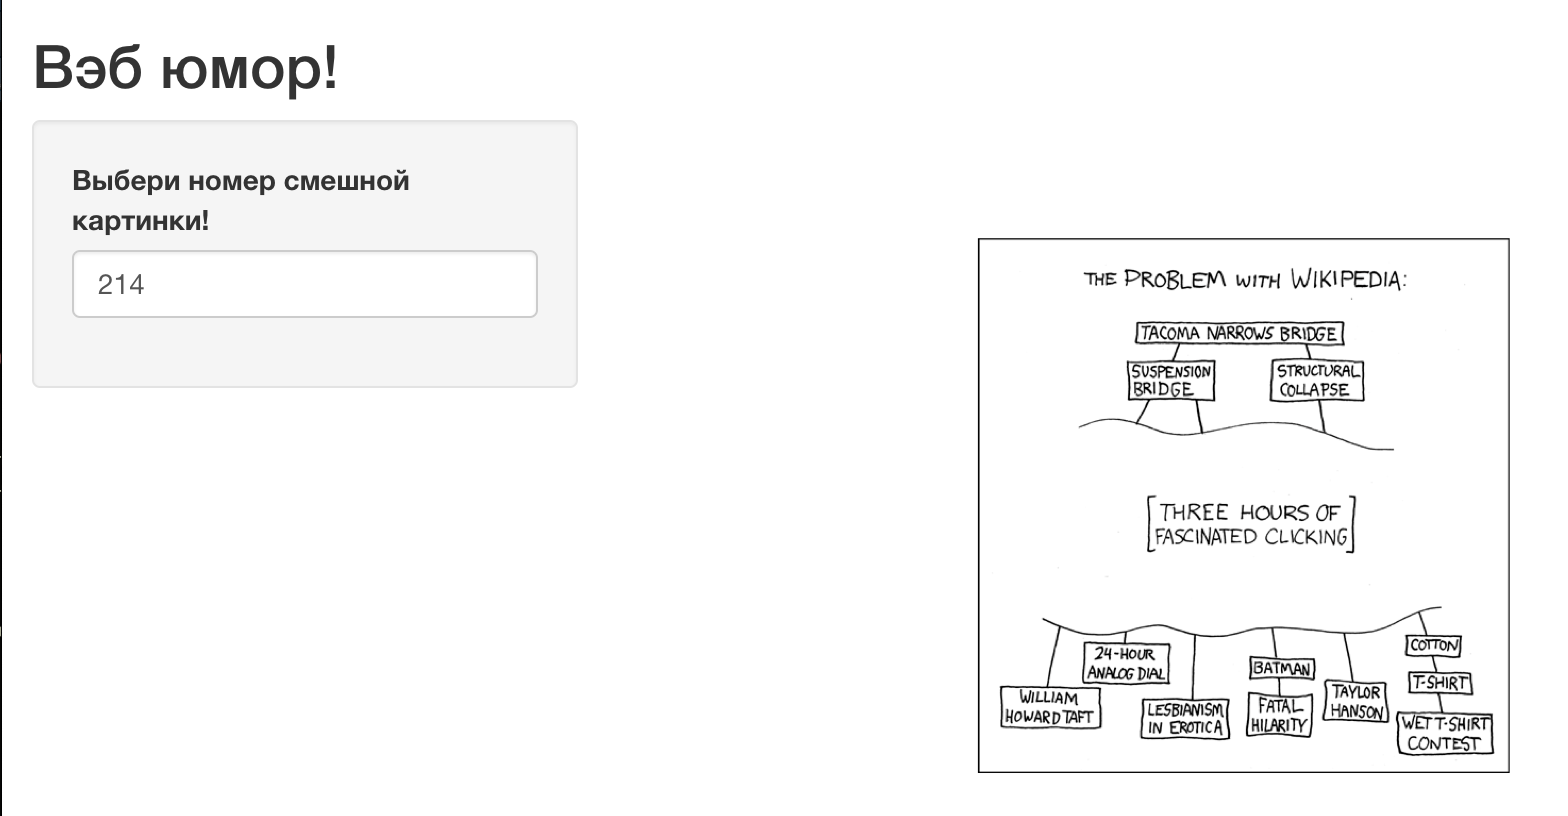 Вэб юмор!
Выбери номер смешной
картинки!
214
THE PROBLEM WITH WIKIPEDIA:
TACOMA NARROWS BRIDGE
SUSPENSION
BRIDGE
STRUCTURAL
COLLAPSE
[THREE HOURS OF
FASCINATED CLICKING]
WILLIAM
HOWARD TAFT
24-HOUR
ANALOG DIAL
LESBIANISM
IN EROTICA
BATMAN
FATAL
HILARITY
TAYLOR
HANSON
COTTON
T-SHIRT
WET T-SHIRT
CONTEST